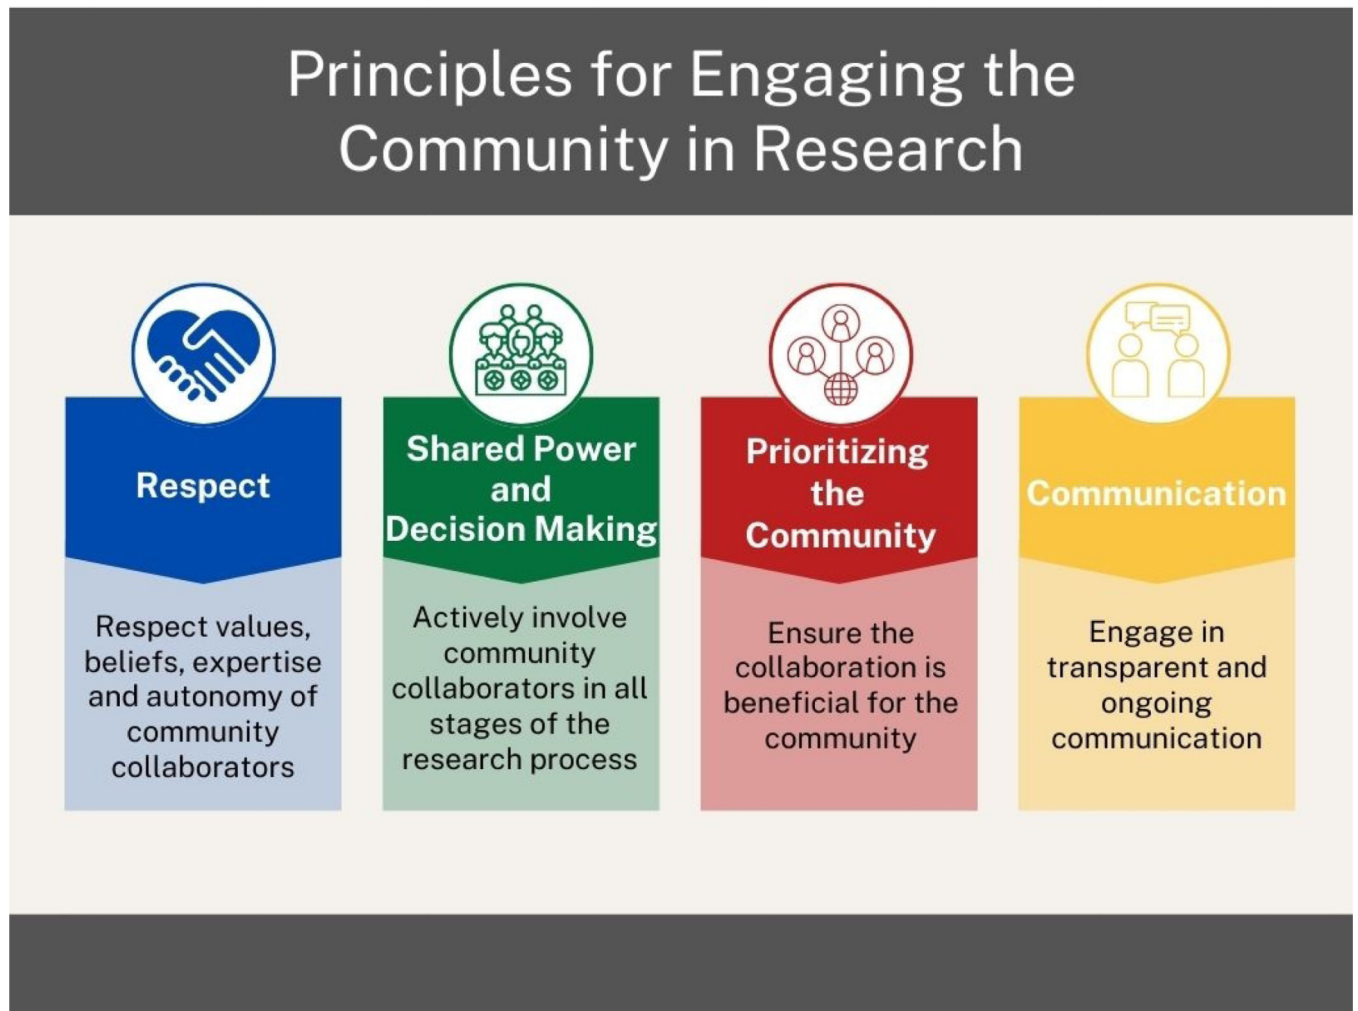 Principles for Engaging the
Community in Research
Respect
Respect values,
beliefs, expertise
and autonomy of
community
collaborators
Shared Power
and
Decision Making
Actively involve
community
collaborators in all
stages of the
research process
Prioritizing
the
Community
Ensure the
collaboration is
beneficial for the
community
Communication
Engage in
transparent and
ongoing
communication